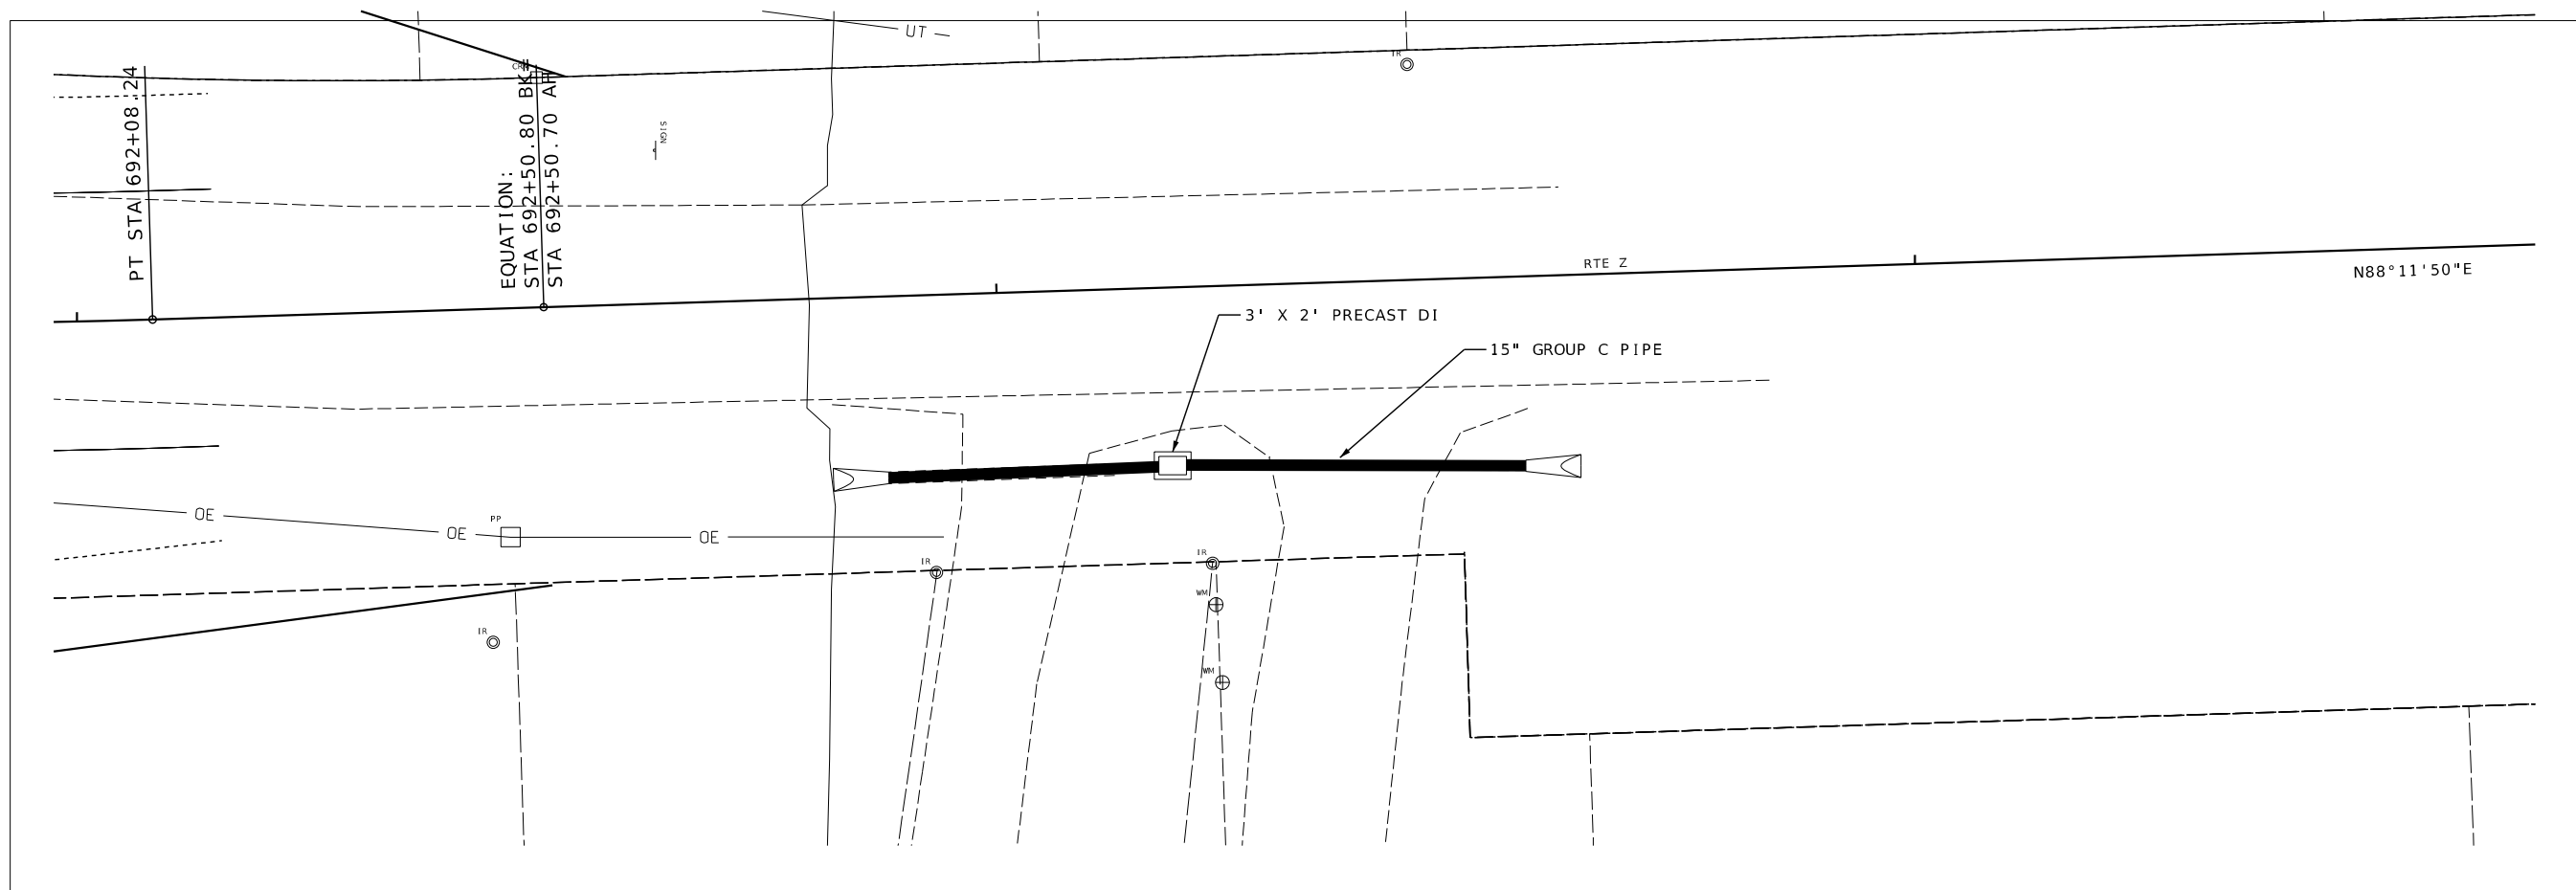 UT
IR
CRN
PT STA 692+08.24
EQUATION:
STA 692+50.80 BK
STA 692+50.70 AH
SIGN
RTE Z
N88°11'50"E
3' X 2' PRECAST DI
15" GROUP C PIPE
OE
OE
OE
PP
IR
IR
WM
IR
WM